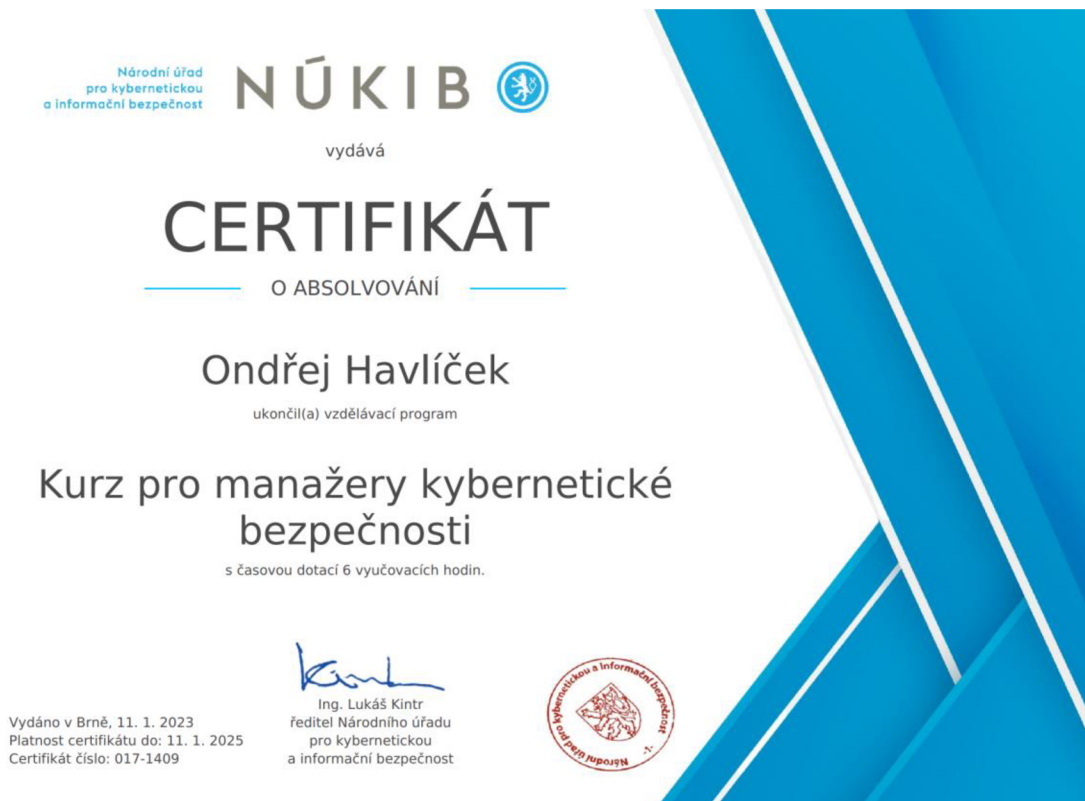 Národní úřad
pro kybernetickou
a informační bezpečnost
NÚKIB
vydává
CERTIFIKÁT
O ABSOLVOVÁNÍ
Ondřej Havlíček
ukončil(a) vzdělávací program
Kurz pro manažery kybernetické
bezpečnosti
s časovou dotací 6 vyučovacích hodin.
Ing. Lukáš Kintr
ředitel Národního úřadu
pro kybernetickou
a informační bezpečnost
Vydáno v Brně, 11. 1. 2023
Platnost certifikátu do: 11. 1. 2025
Certifikát číslo: 017-1409
Národní úřad pro kybernetickou a informační bezpečnost
-1-